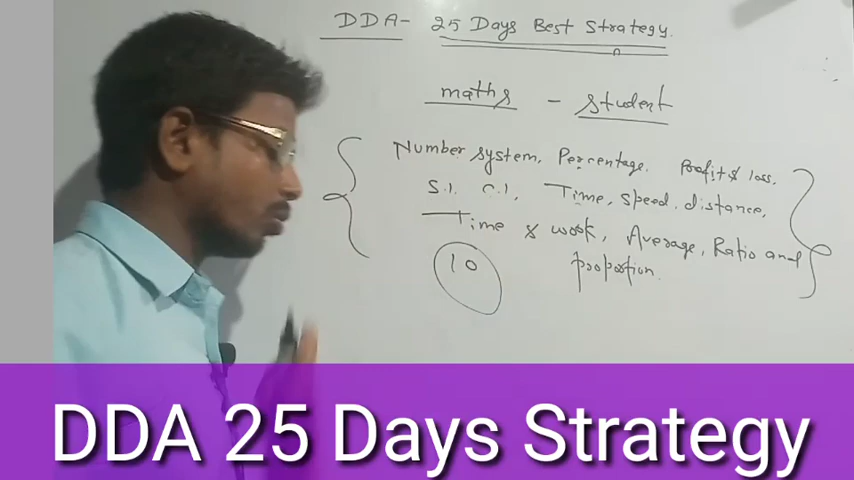 DDA- 25 Days Best Strategy.
maths - student
Number system, Percentage. Profit & loss,
S.I. C.I, Time, speed. distance,
Time & work, Average, Ratio and
10 proportion.
DDA 25 Days Strategy